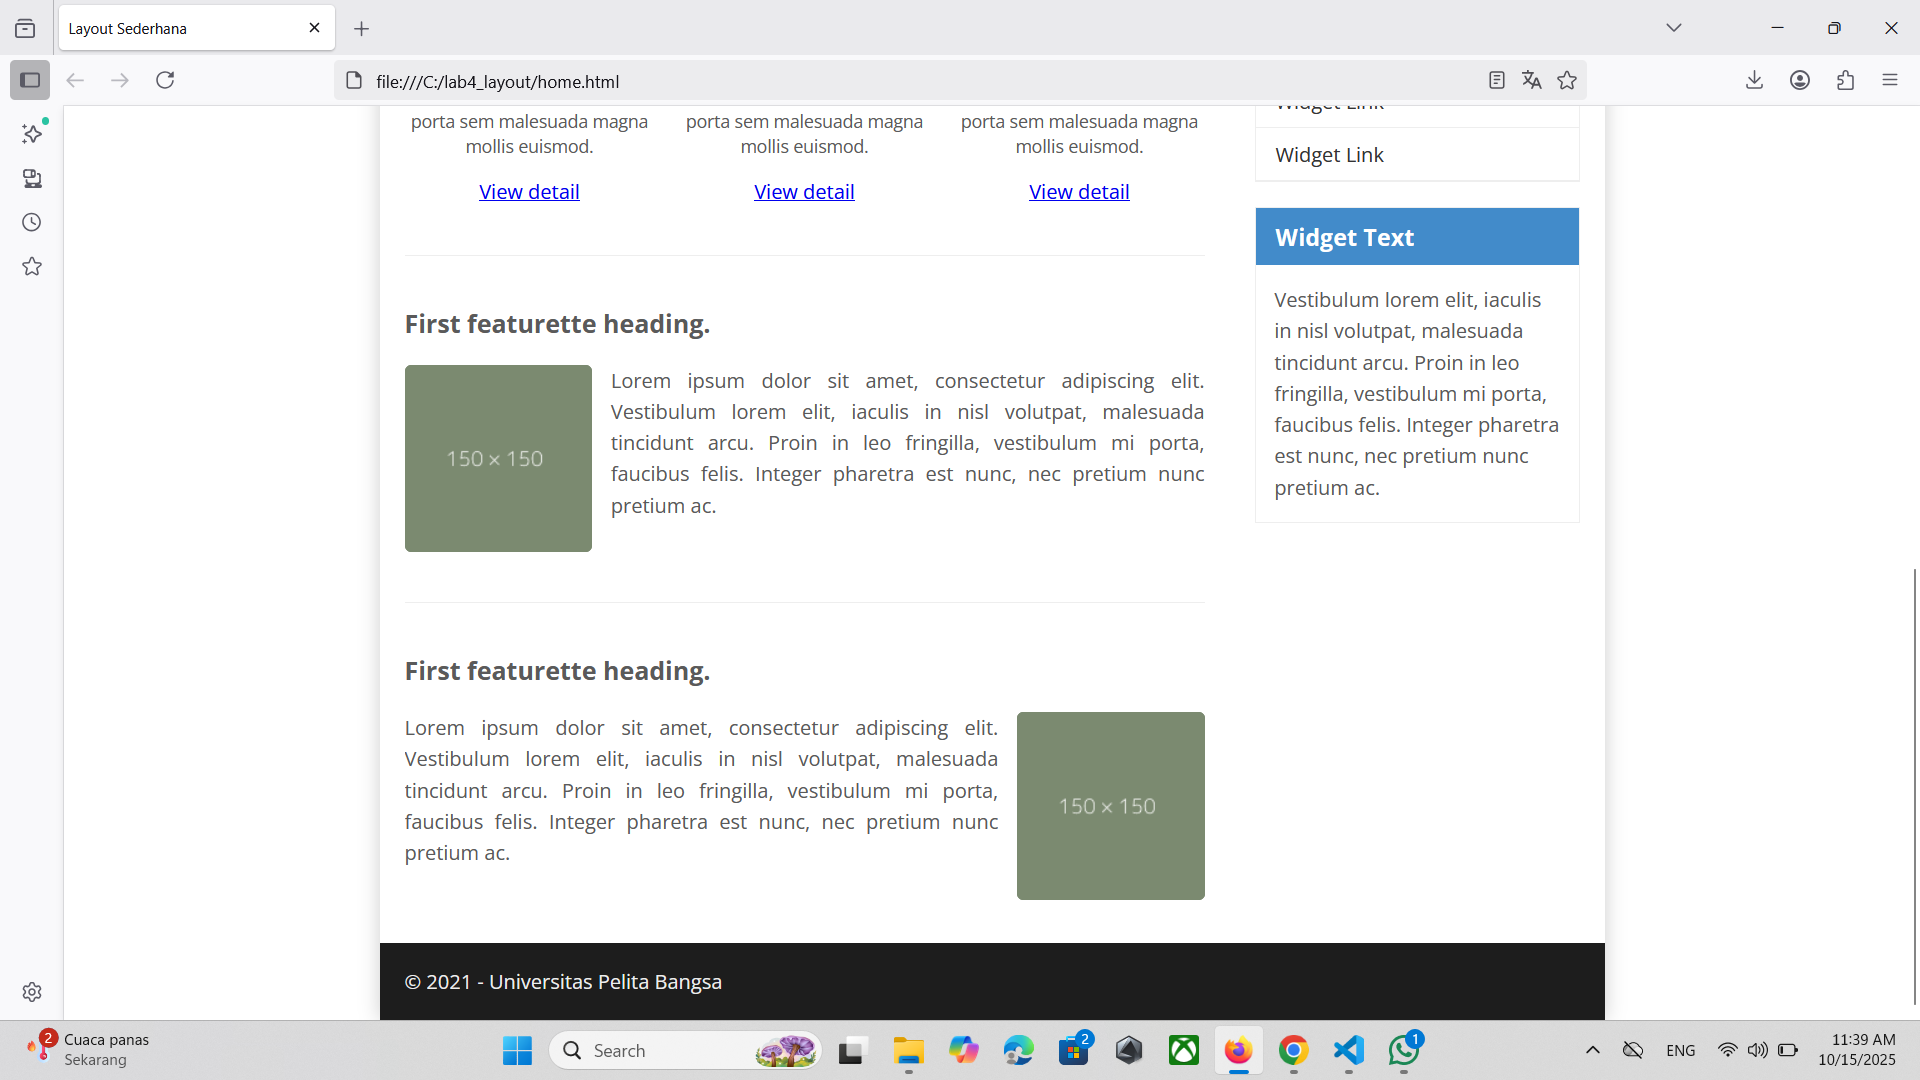 Layout Sederhana
file:///C:/lab4_layout/home.html
porta sem malesuada magna
mollis euismod.
View detail
porta sem malesuada magna
mollis euismod.
View detail
porta sem malesuada magna
mollis euismod.
View detail
Widget Link
Widget Link
Widget Text
Vestibulum lorem elit, iaculis
in nisl volutpat, malesuada
tincidunt arcu. Proin in leo
fringilla, vestibulum mi porta,
faucibus felis. Integer pharetra
est nunc, nec pretium nunc
pretium ac.
First featurette heading.
150 × 150
Lorem ipsum dolor sit amet, consectetur adipiscing elit.
Vestibulum lorem elit, iaculis in nisl volutpat, malesuada
tincidunt arcu. Proin in leo fringilla, vestibulum mi porta,
faucibus felis. Integer pharetra est nunc, nec pretium nunc
pretium ac.
First featurette heading.
Lorem ipsum dolor sit amet, consectetur adipiscing elit.
Vestibulum lorem elit, iaculis in nisl volutpat, malesuada
tincidunt arcu. Proin in leo fringilla, vestibulum mi porta,
faucibus felis. Integer pharetra est nunc, nec pretium nunc
pretium ac.
150 × 150
© 2021 - Universitas Pelita Bangsa
2
Cuaca panas
Sekarang
Search
2
1
ENG
11:39 AM
10/15/2025